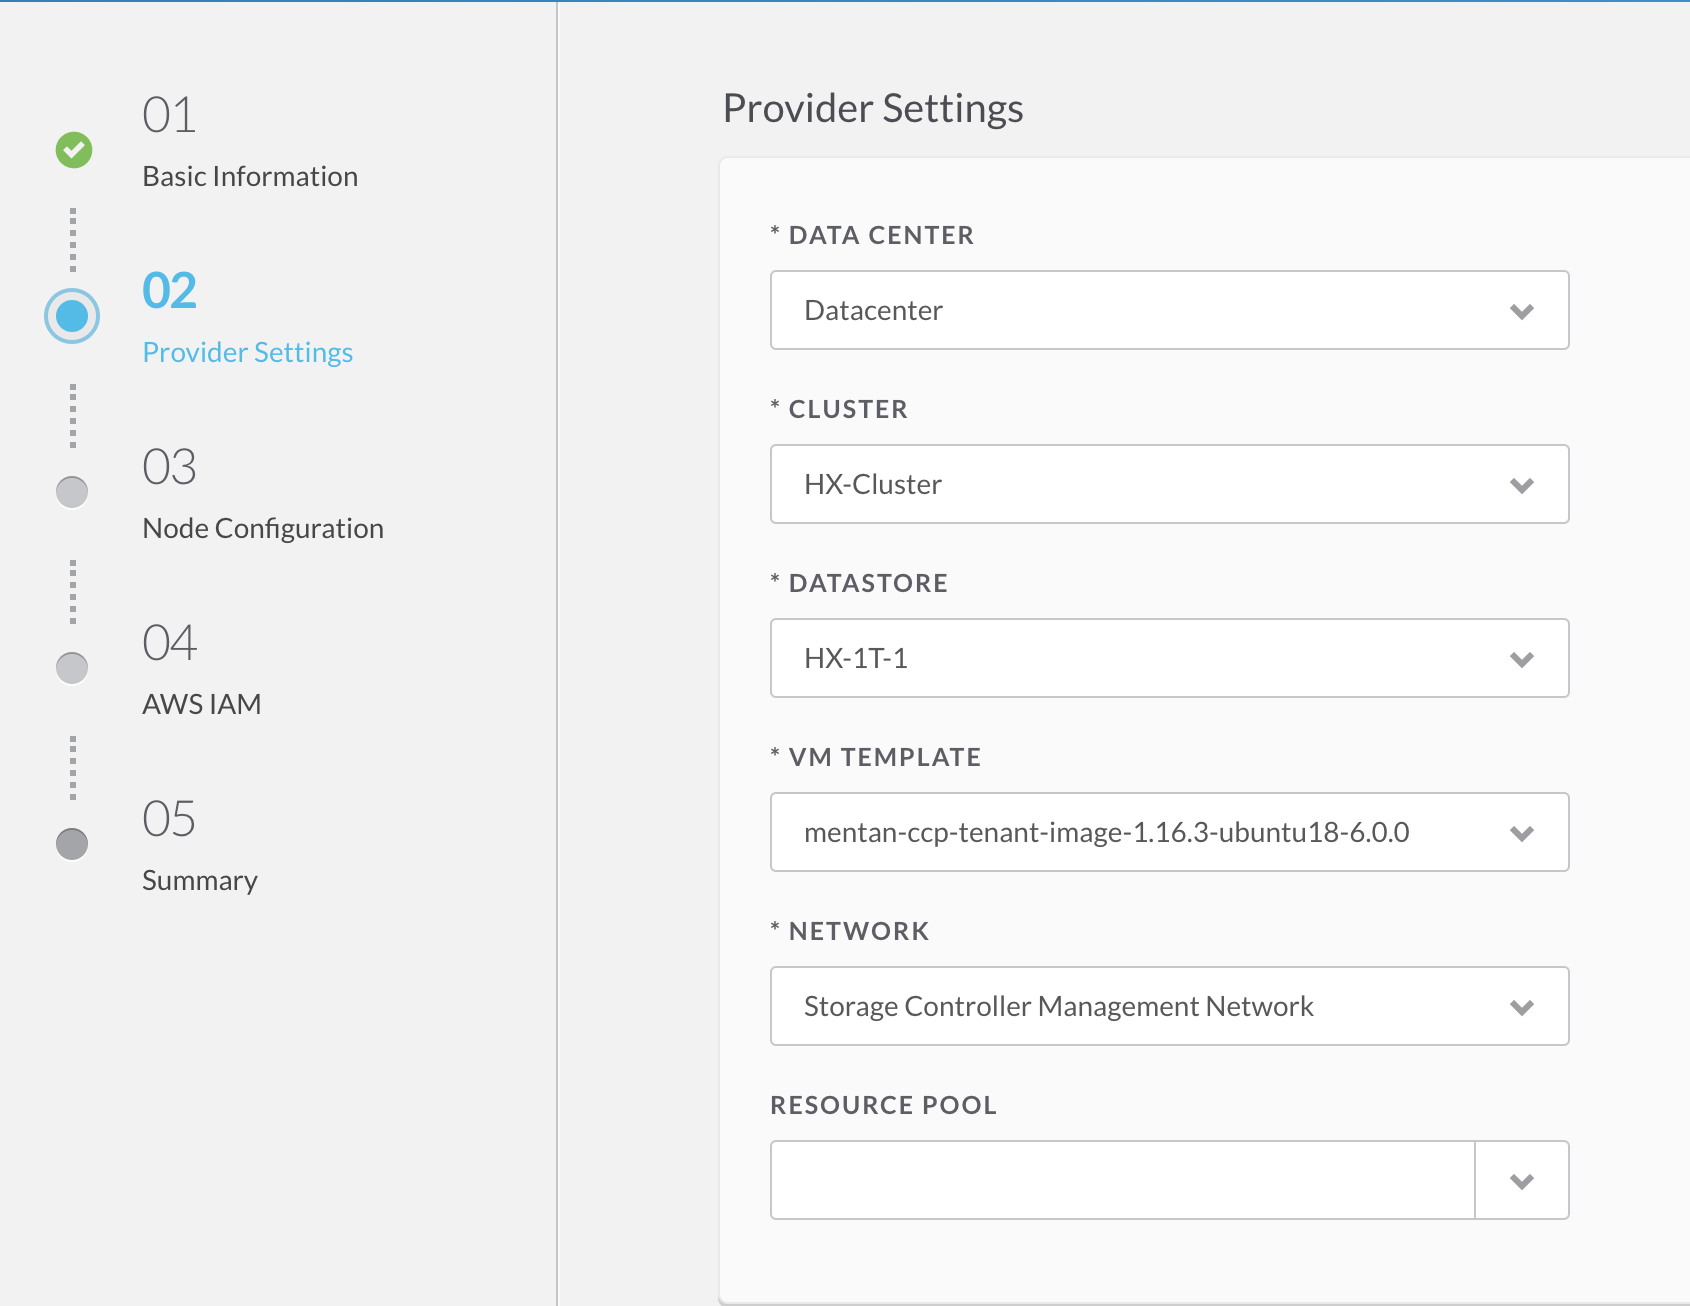 01
Basic Information
02
Provider Settings
03
Node Configuration
04
AWS IAM
05
Summary
Provider Settings
* DATA CENTER
Datacenter
* CLUSTER
HX-Cluster
* DATASTORE
HX-1T-1
* VM TEMPLATE
mentan-ccp-tenant-image-1.16.3-ubuntu18-6.0.0
* NETWORK
Storage Controller Management Network
RESOURCE POOL